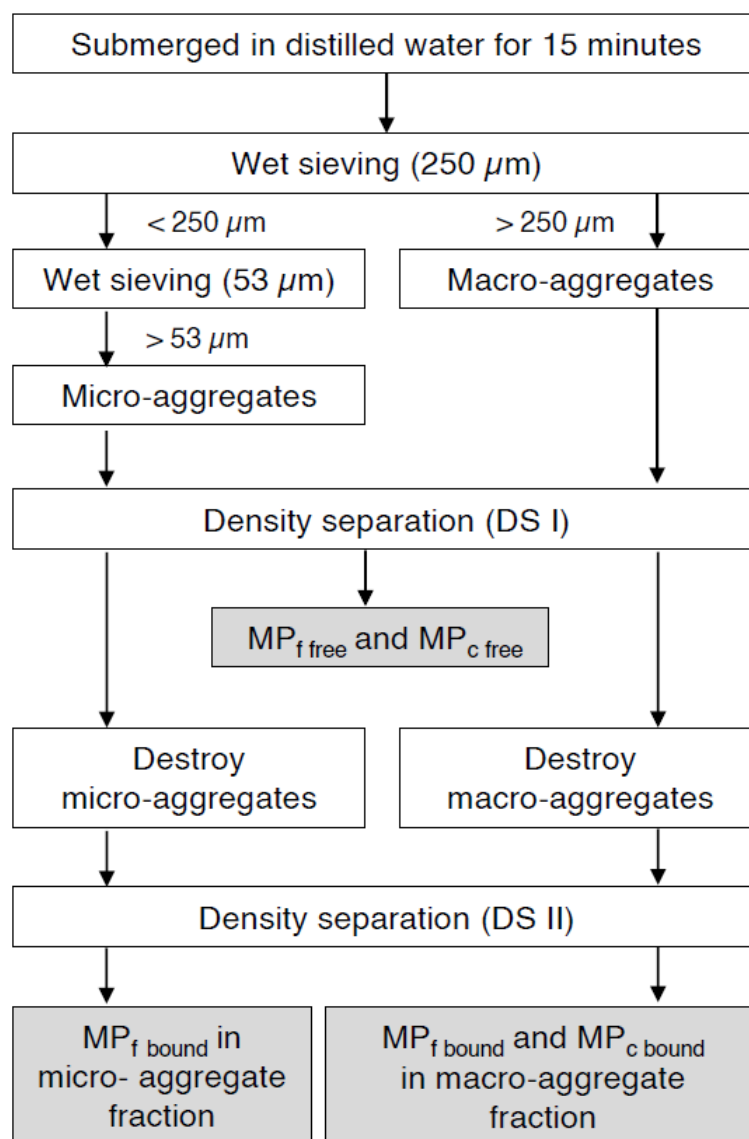 Submerged in distilled water for 15 minutes
Wet sieving (250 µm)
< 250 µm
> 250 µm
Wet sieving (53 µm)
Macro-aggregates
> 53 µm
Micro-aggregates
Density separation (DS I)
MPf free and MPc free
Destroy
micro-aggregates
Destroy
macro-aggregates
Density separation (DS II)
MPf bound in
micro- aggregate
fraction
MPf bound and MPc bound
in macro-aggregate
fraction